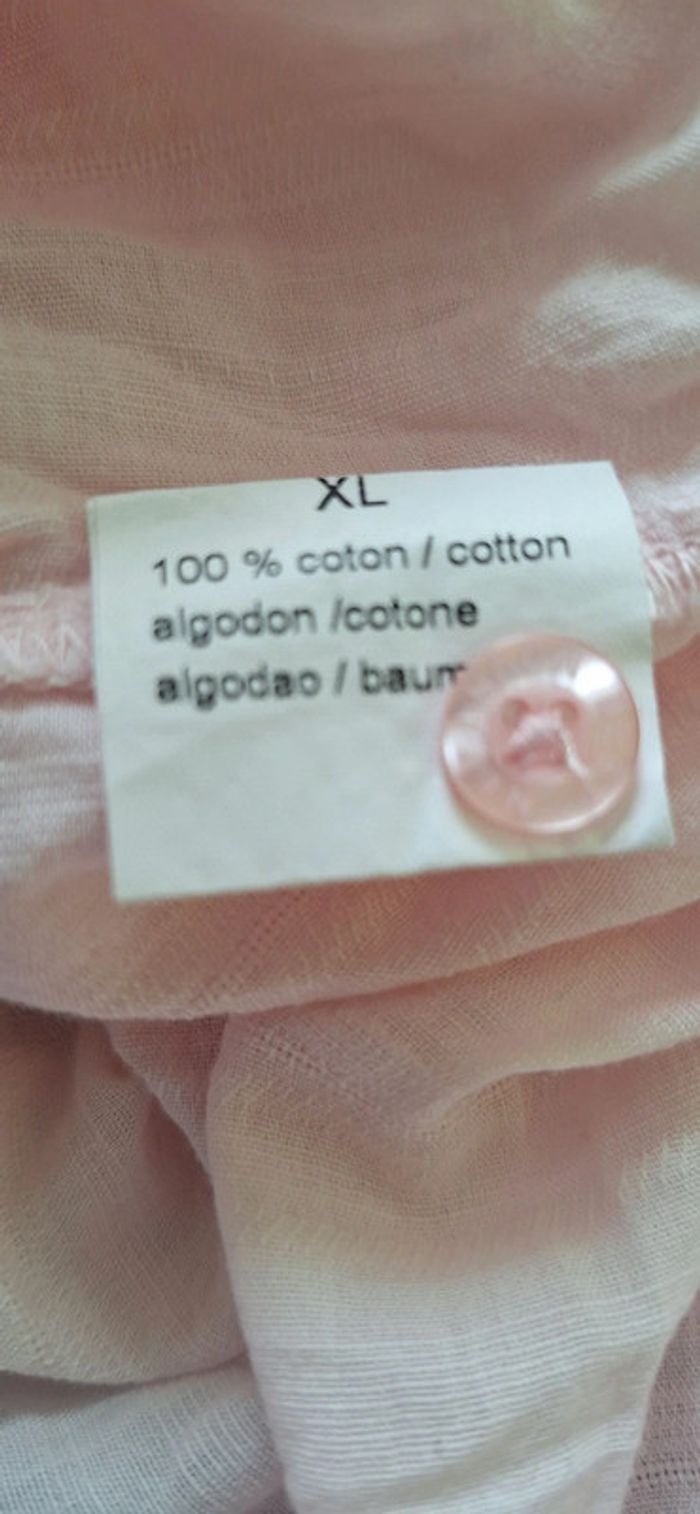 XL
100 % coton / cotton
algodon /cotone
algodao / baum